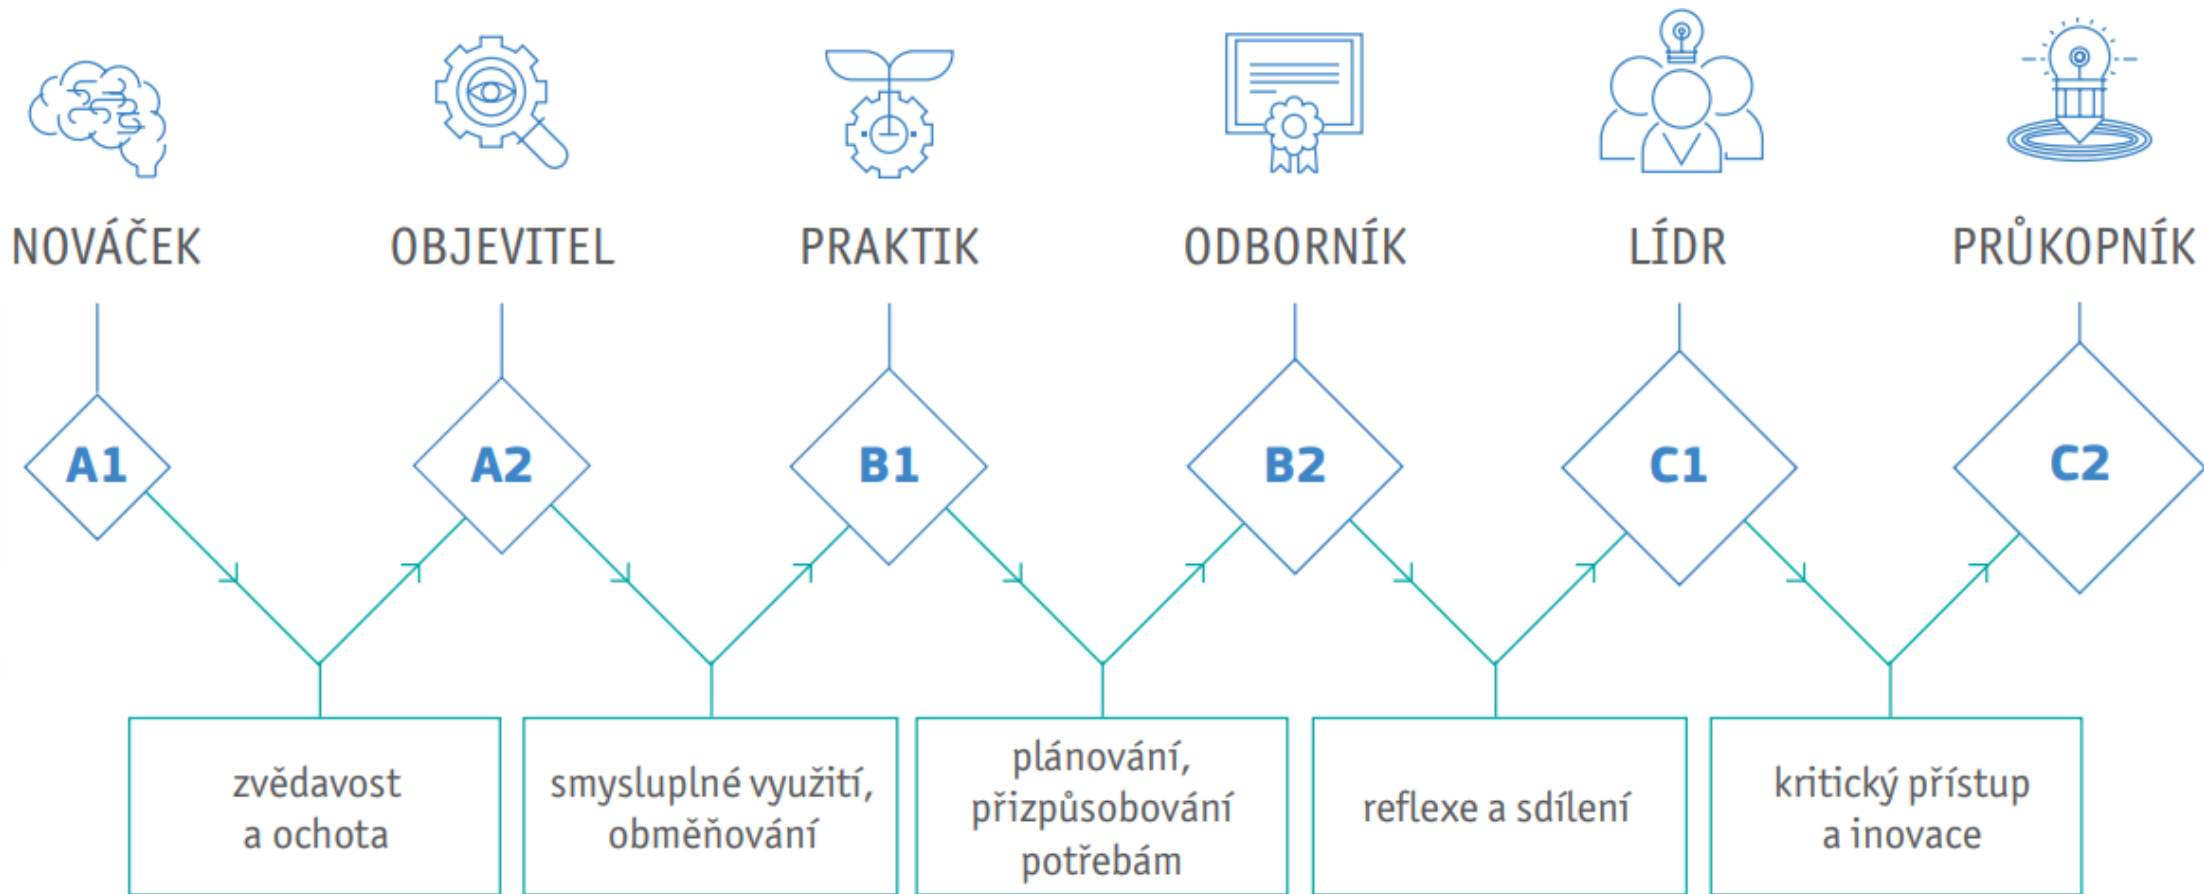 NOVÁČEK
OBJEVITEL
PRAKTIK
ODBORNÍK
LÍDR
PRŮKOPNÍK
A1
A2
B1
B2
C1
C2
zvědavost
a ochota
smysluplné využití,
obměňování
plánování,
přizpůsobování
potřebám
reflexe a sdílení
kritický přístup
a inovace